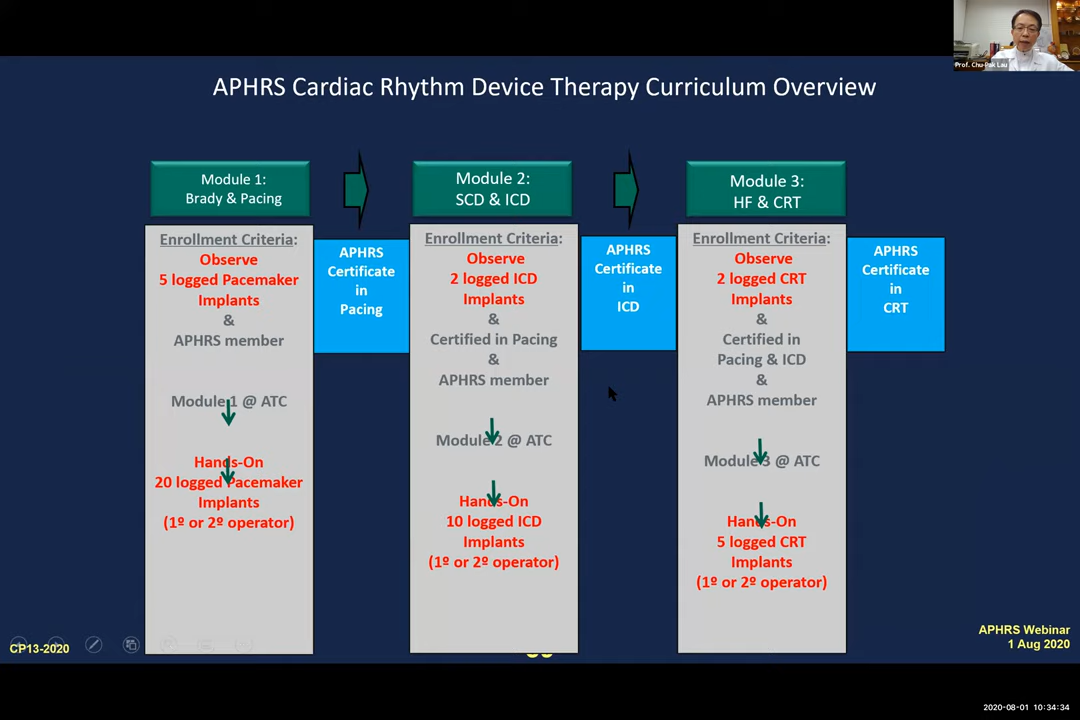 Prof. Chu-Pak Lau
APHRS Cardiac Rhythm Device Therapy Curriculum Overview
Module 1:
Brady & Pacing
Enrollment Criteria:
Observe
5 logged Pacemaker
Implants
&
APHRS member
Module 1 @ ATC
Hands-On
20 logged Pacemaker
Implants
(1º or 2º operator)
APHRS
Certificate
in
Pacing
Module 2:
SCD & ICD
Enrollment Criteria:
Observe
2 logged ICD
Implants
&
Certified in Pacing
&
APHRS member
Module 2 @ ATC
Hands-On
10 logged ICD
Implants
(1º or 2º operator)
APHRS
Certificate
in
ICD
Module 3:
HF & CRT
Enrollment Criteria:
Observe
2 logged CRT
Implants
&
Certified in
Pacing & ICD
&
APHRS member
Module 3 @ ATC
Hands-On
5 logged CRT
Implants
(1º or 2º operator)
APHRS
Certificate
in
CRT
CP13-2020
APHRS Webinar
1 Aug 2020
2020-08-01 10:34:34